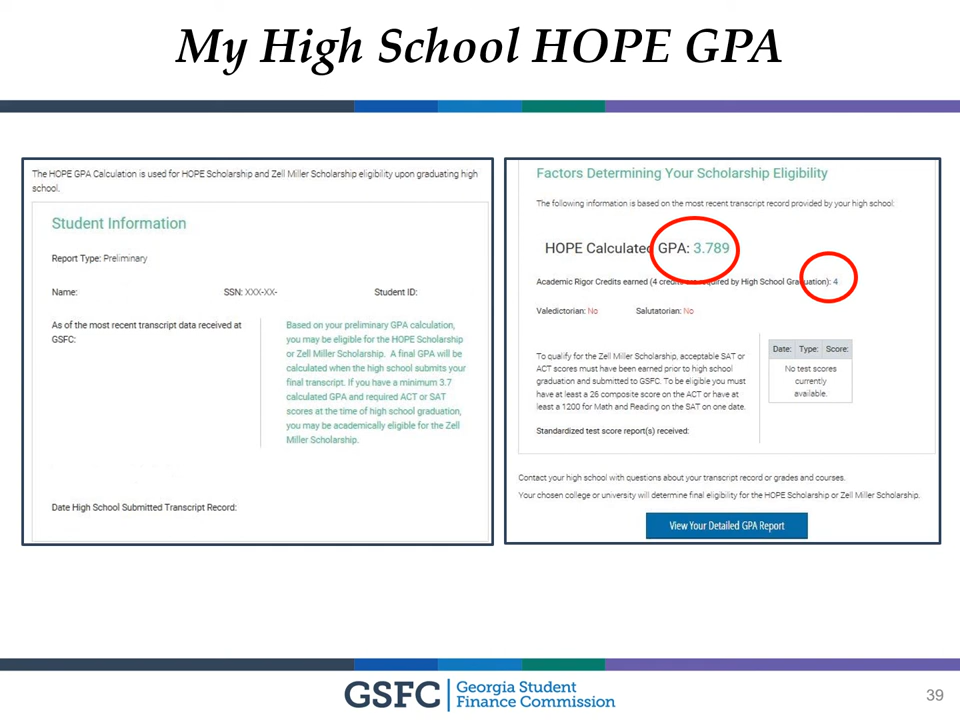 My High School HOPE GPA
The HOPE GPA Calculation is used for HOPE Scholarship and Zell Miller Scholarship eligibility upon graduating high
school.
Student Information
Report Type: Preliminary
Name:
SSN: XXX-XX-
Student ID:
As of the most recent transcript data received at
GSFC:
Based on your preliminary GPA calculation,
you may be eligible for the HOPE Scholarship
or Zell Miller Scholarship. A final GPA will be
calculated when the high school submits your
final transcript. If you have a minimum 3.7
calculated GPA and required ACT or SAT
scores at the time of high school graduation,
you may be academically eligible for the Zell
Miller Scholarship.
Date High School Submitted Transcript Record:
Factors Determining Your Scholarship Eligibility
The following information is based on the most recent transcript record provided by your high school:
HOPE Calculated GPA: 3.789
Academic Rigor Credits earned (4 credits are required by High School Graduation): 4
Valedictorian: No
Salutatorian: No
To qualify for the Zell Miller Scholarship, acceptable SAT or
ACT scores must have been earned prior to high school
graduation and submitted to GSFC. To be eligible you must
have at least a 26 composite score on the ACT or have at
least a 1200 for Math and Reading on the SAT on one date.
Standardized test score report(s) received:
Date: Type: Score:
No test scores
currently
available.
Contact your high school with questions about your transcript record or grades and courses.
Your chosen college or university will determine final eligibility for the HOPE Scholarship or Zell Miller Scholarship.
View Your Detailed GPA Report
GSFC
Georgia Student
Finance Commission
39